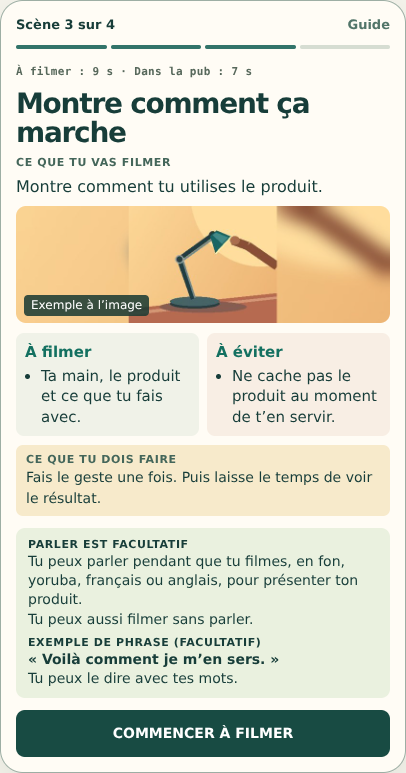 Scène 3 sur 4
Guide
À filmer : 9 s · Dans la pub : 7 s
Montre comment ça
marche
CE QUE TU VAS FILMER
Montre comment tu utilises le produit.
Exemple à l’image
À filmer
• Ta main, le produit
et ce que tu fais
avec.
À éviter
• Ne cache pas le
produit au moment
de t’en servir.
CE QUE TU DOIS FAIRE
Fais le geste une fois. Puis laisse le temps de voir
le résultat.
PARLER EST FACULTATIF
Tu peux parler pendant que tu filmes, en fon,
yoruba, français ou anglais, pour présenter ton
produit.
Tu peux aussi filmer sans parler.
EXEMPLE DE PHRASE (FACULTATIF)
« Voilà comment je m’en sers. »
Tu peux le dire avec tes mots.
COMMENCER À FILMER